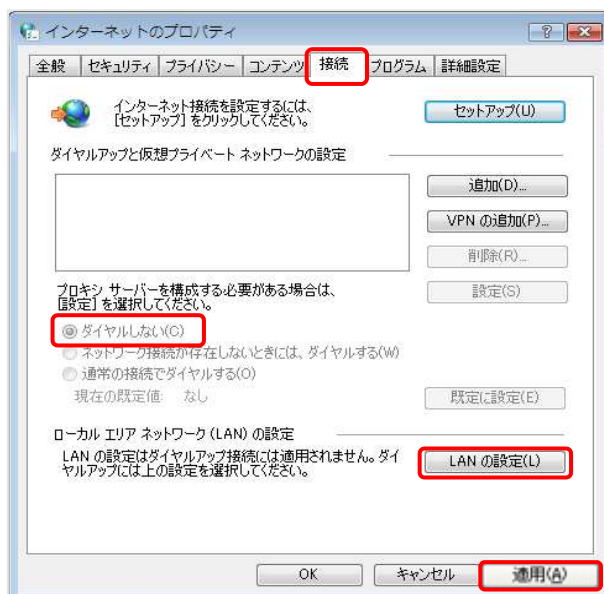 インターネットのプロパティ
全般 セキュリティ プライバシー コンテンツ 接続 プログラム 詳細設定
インターネット接続を設定するには、
[セットアップ] をクリックしてください。
セットアップ(U)
ダイヤルアップと仮想プライベート ネットワークの設定
追加(D)...
VPN の追加(P)...
削除(R)...
プロキシ サーバーを構成する必要がある場合は、
[設定] を選択してください。
設定(S)
ダイヤルしない(C)
ネットワーク接続が存在しないときには、ダイヤルする(W)
通常の接続でダイヤルする(O)
現在の既定値: なし
既定に設定(E)
ローカル エリア ネットワーク (LAN) の設定
LAN の設定はダイヤルアップ接続には適用されません。ダイ
ヤルアップには上の設定を選択してください。
LAN の設定(L)
OK キャンセル 適用(A)